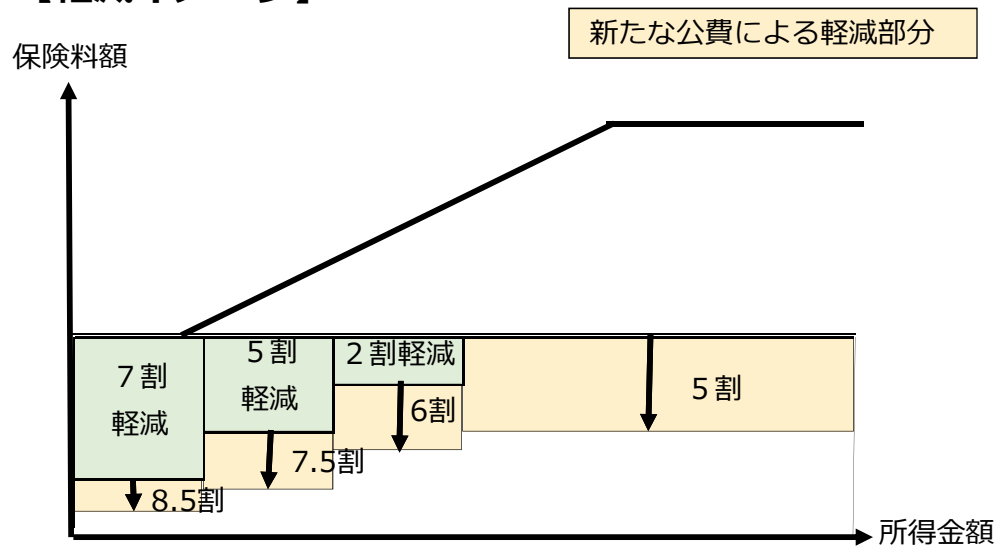 新たな公費による軽減部分
保険料額
７割
軽減
５割
軽減
２割軽減
６割
５割
7.5割
8.5割
所得金額